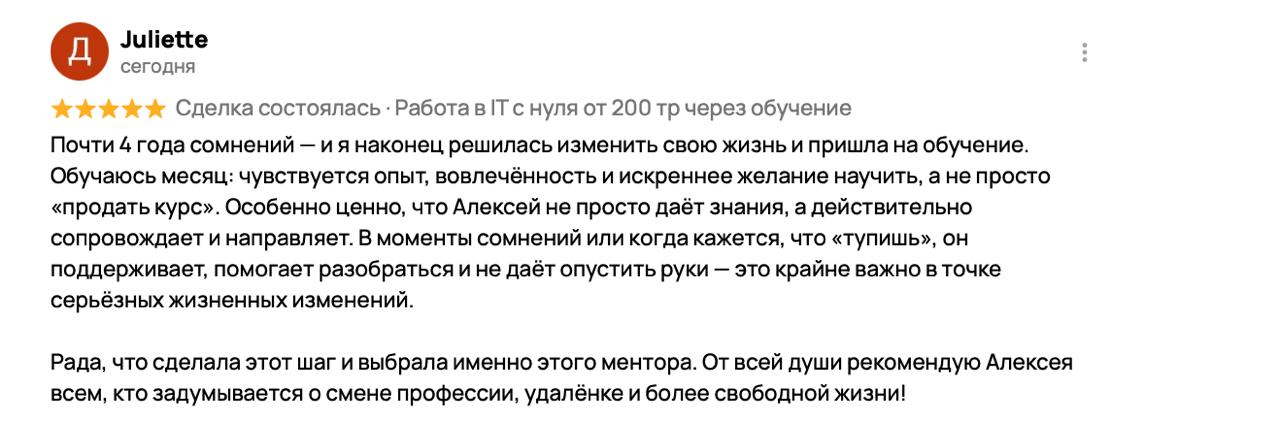 Д
Juliette
сегодня
Сделка состоялась · Работа в IT с нуля от 200 тр через обучение
Почти 4 года сомнений — и я наконец решилась изменить свою жизнь и пришла на обучение.
Обучаюсь месяц: чувствуется опыт, вовлечённость и искреннее желание научить, а не просто
«продать курс». Особенно ценно, что Алексей не просто даёт знания, а действительно
сопровождает и направляет. В моменты сомнений или когда кажется, что «тупишь», он
поддерживает, помогает разобраться и не даёт опустить руки — это крайне важно в точке
серьёзных жизненных изменений.
Рада, что сделала этот шаг и выбрала именно этого ментора. От всей души рекомендую Алексея
всем, кто задумывается о смене профессии, удалёнке и более свободной жизни!